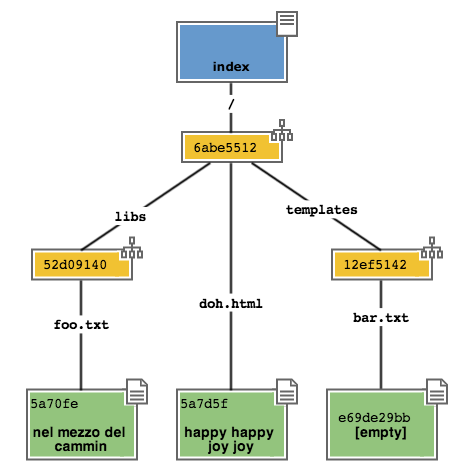 index
/
6abe5512
libs
templates
52d09140
12ef5142
doh.html
foo.txt
bar.txt
5a70fe
nel mezzo del
cammin
5a7d5f
happy happy
joy joy
e69de29bb
[empty]